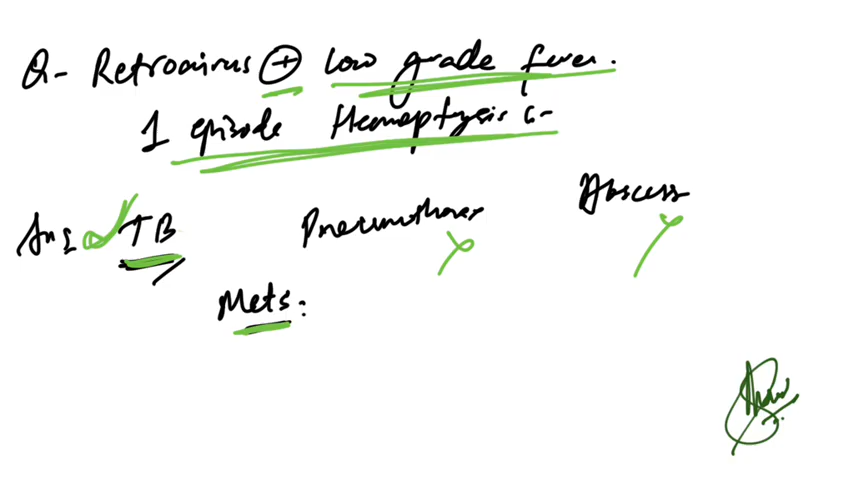 Q- Retrovirus + low grade fever.
1 episode Hemoptysis
Ans TB Pneumothorax Abscess
Mets: